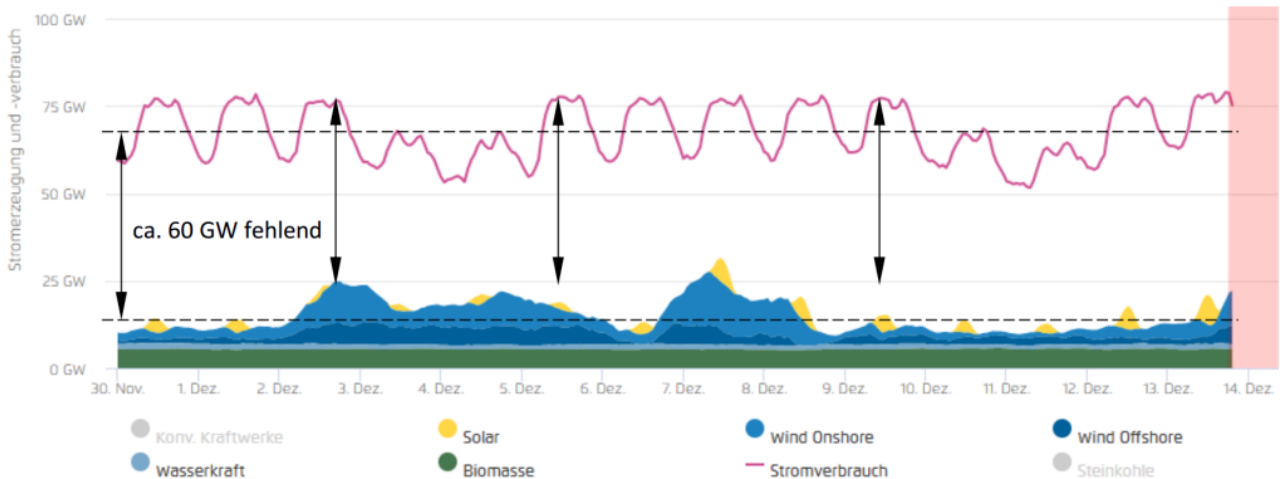 100 GW
75 GW
50 GW
25 GW
0 GW
Stromerzeugung und -verbrauch
ca. 60 GW fehlend
30. Nov. 1. Dez. 2. Dez. 3. Dez. 4. Dez. 5. Dez. 6. Dez. 7. Dez. 8. Dez. 9. Dez. 10. Dez. 11. Dez. 12. Dez. 13. Dez. 14. Dez.
Konv. Kraftwerke Solar Wind Onshore Wind Offshore
Wasserkraft Biomasse Stromverbrauch Steinkohle